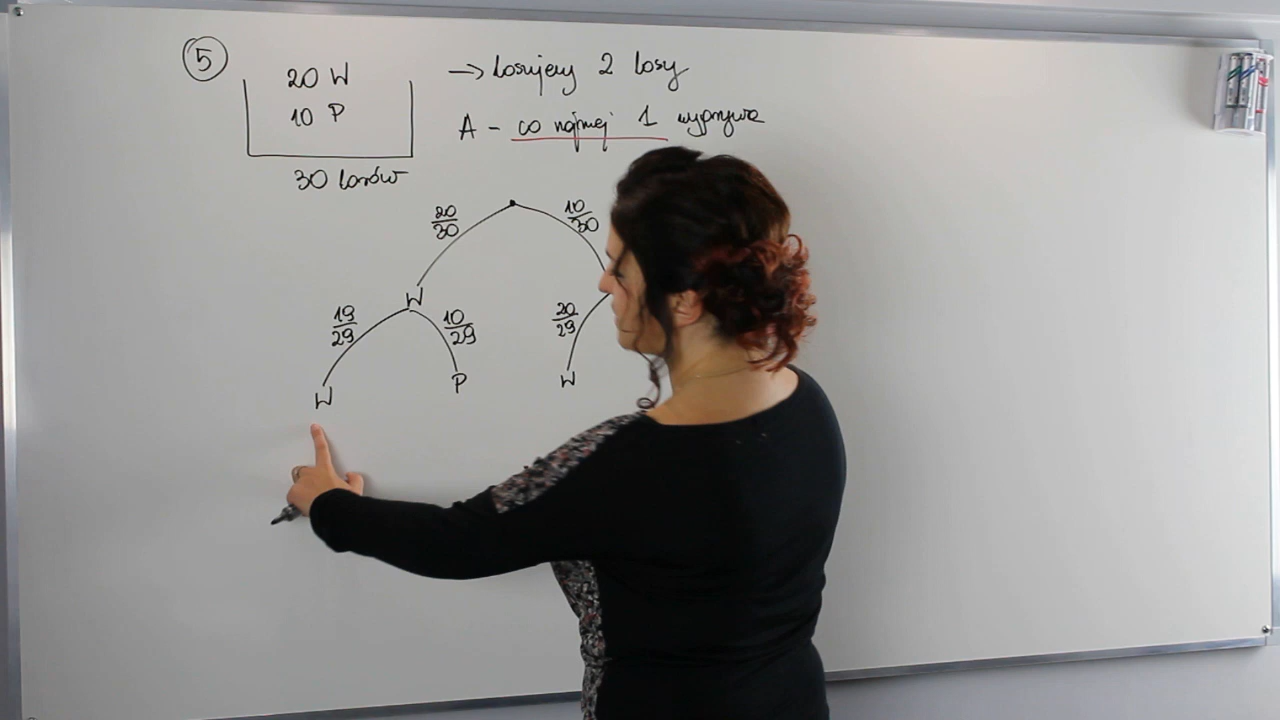 5
20 W
10 P
30 losów
→ Losujemy 2 losy
A - co najmniej 1 wygrywa
20/30
10/30
W
19/29
10/29
20/29
W
P
W